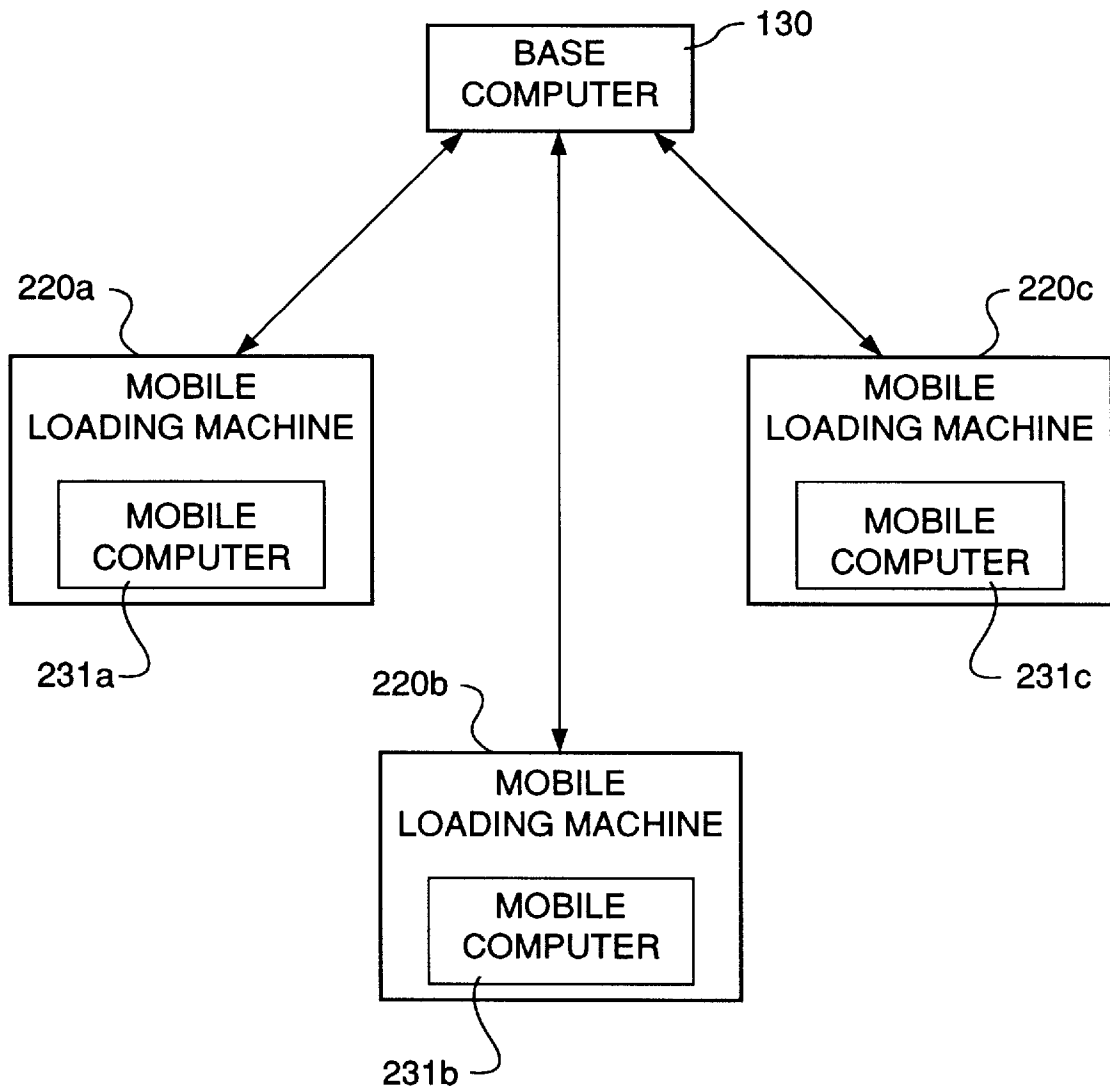 130
BASE
COMPUTER
220a
220c
MOBILE
LOADING MACHINE
MOBILE
COMPUTER
231a
MOBILE
LOADING MACHINE
MOBILE
COMPUTER
231c
220b
MOBILE
LOADING MACHINE
MOBILE
COMPUTER
231b